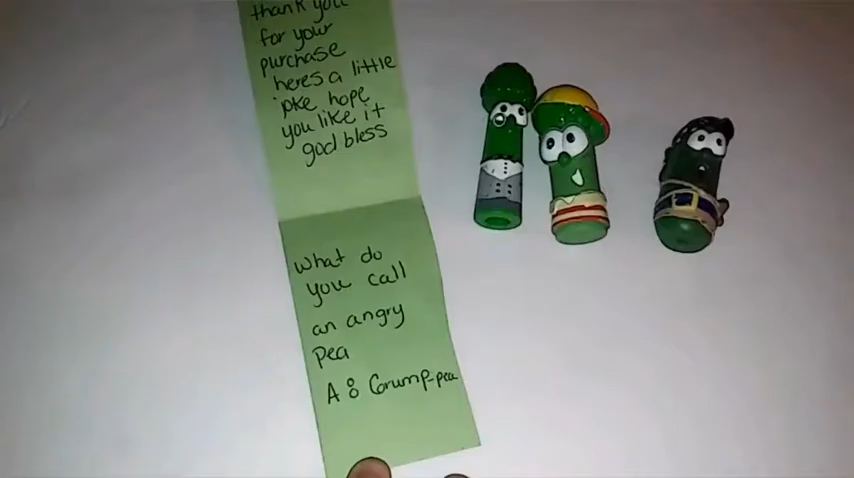 thank you
for your
purchase
heres a little
joke hope
you like it
god bless
What do
you call
an angry
pea
A: Grump-pea